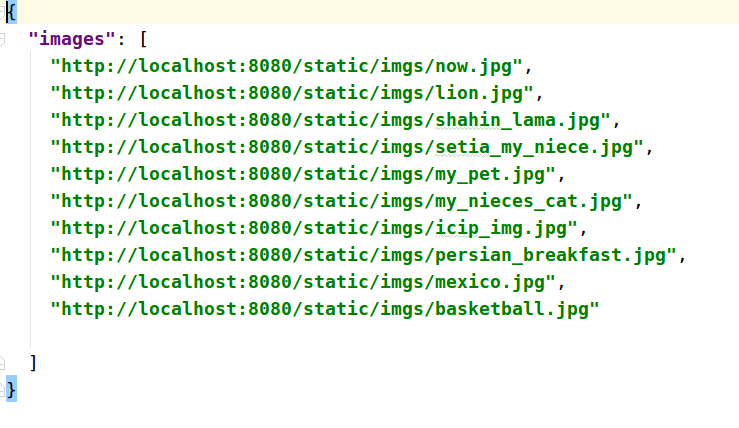 {
"images": [
"http://localhost:8080/static/imgs/now.jpg",
"http://localhost:8080/static/imgs/lion.jpg",
"http://localhost:8080/static/imgs/shahin_lama.jpg",
"http://localhost:8080/static/imgs/setia_my_niece.jpg",
"http://localhost:8080/static/imgs/my_pet.jpg",
"http://localhost:8080/static/imgs/my_nieces_cat.jpg",
"http://localhost:8080/static/imgs/icip_img.jpg",
"http://localhost:8080/static/imgs/persian_breakfast.jpg",
"http://localhost:8080/static/imgs/mexico.jpg",
"http://localhost:8080/static/imgs/basketball.jpg"
]
}